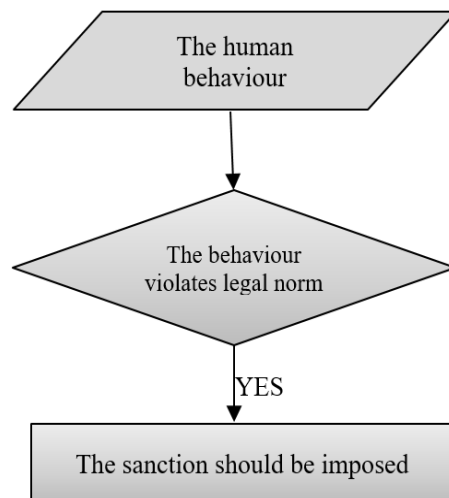 The human
behaviour
The behaviour
violates legal norm
YES
The sanction should be imposed